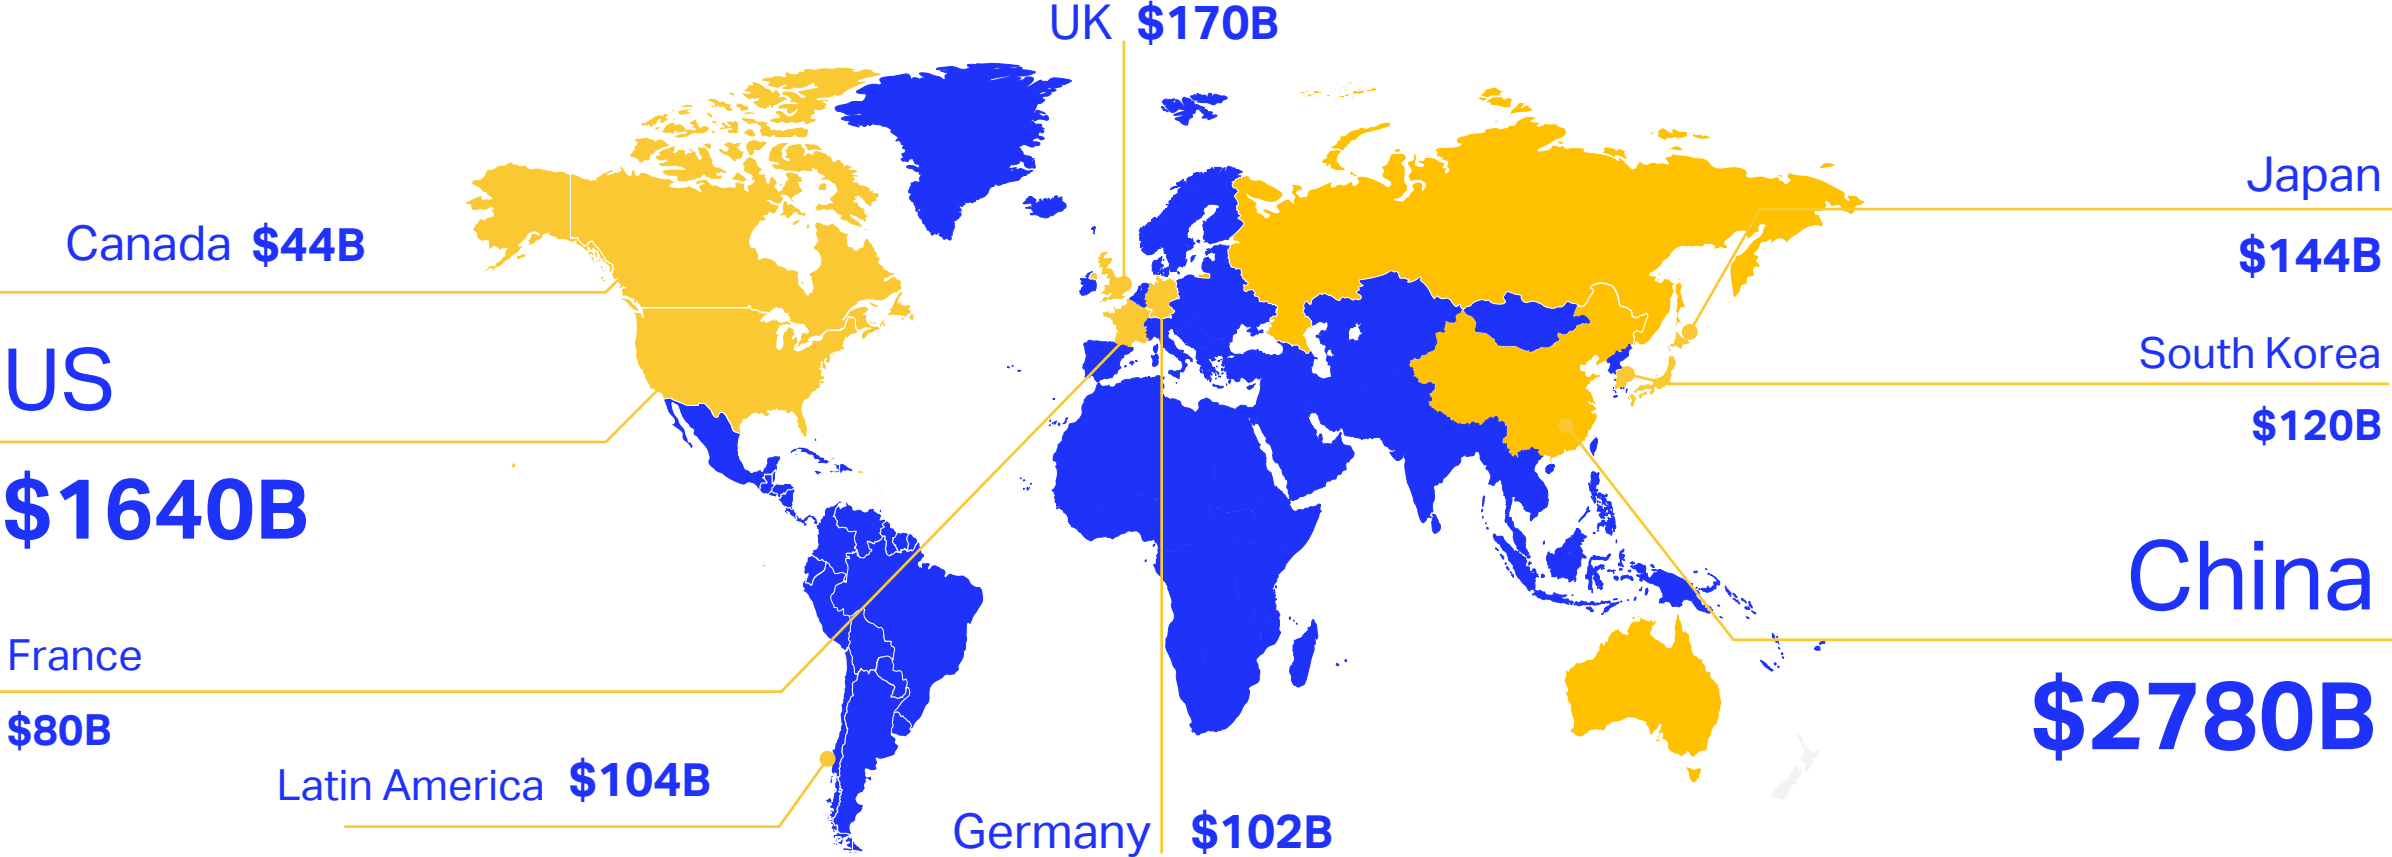 UK $170B
Canada $44B
US
$1640B
France
$80B
Latin America $104B
Germany $102B
Japan
$144B
South Korea
$120B
China
$2780B